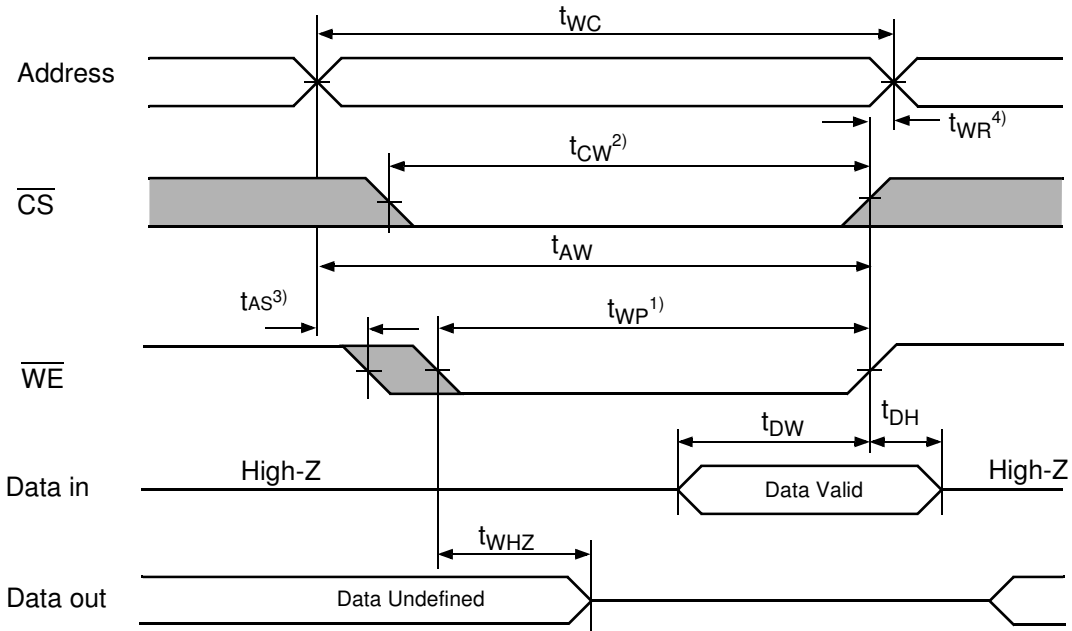 tWC
Address
tWR4)
tCW2)
CS
tAW
tAS3)
tWP1)
WE
tDW
tDH
High-Z
High-Z
Data in
Data Valid
tWHZ
Data out
Data Undefined